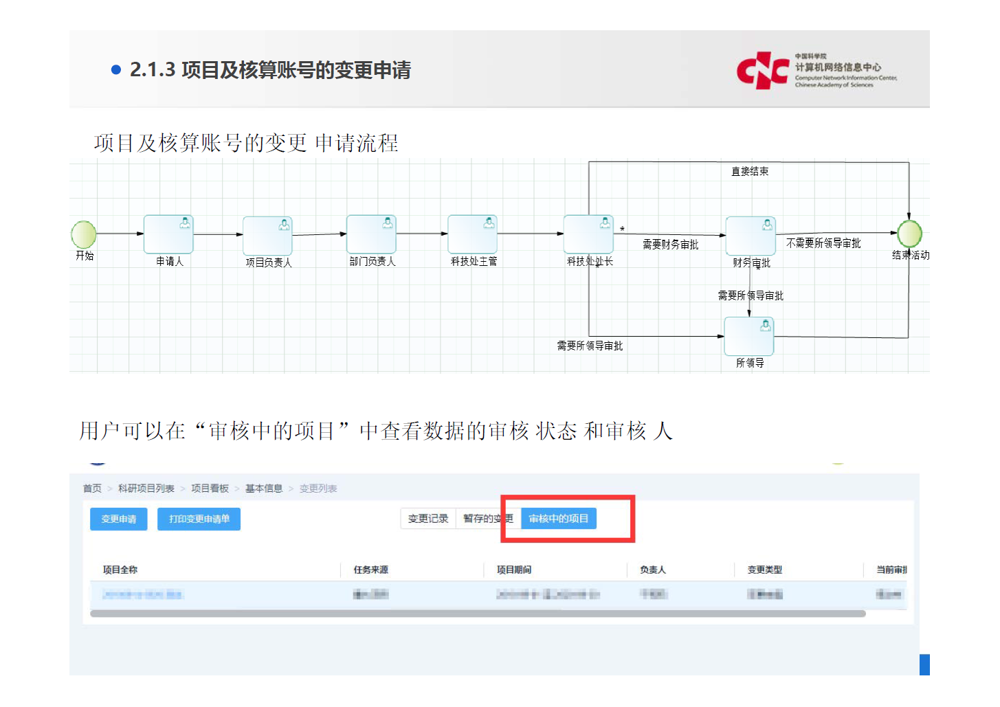 2.1.3 项目及核算账号的变更申请
中国科学院
计算机网络信息中心
Computer Network Information Center,
Chinese Academy of Sciences
项目及核算账号的变更 申请流程
直接结束
*
需要财务审批
不需要所领导审批
开始
申请人
项目负责人
部门负责人
科技处主管
科技处处长
财务审批
结束活动
*
*
需要所领导审批
需要所领导审批
所领导
用户可以在“审核中的项目”中查看数据的审核 状态 和审核 人
首页 > 科研项目列表 > 项目看板 > 基本信息 > 变更列表
变更申请 打印变更申请单 变更记录 暂存的变更 审核中的项目
项目全称 任务来源 项目期间 负责人 变更类型 当前审批